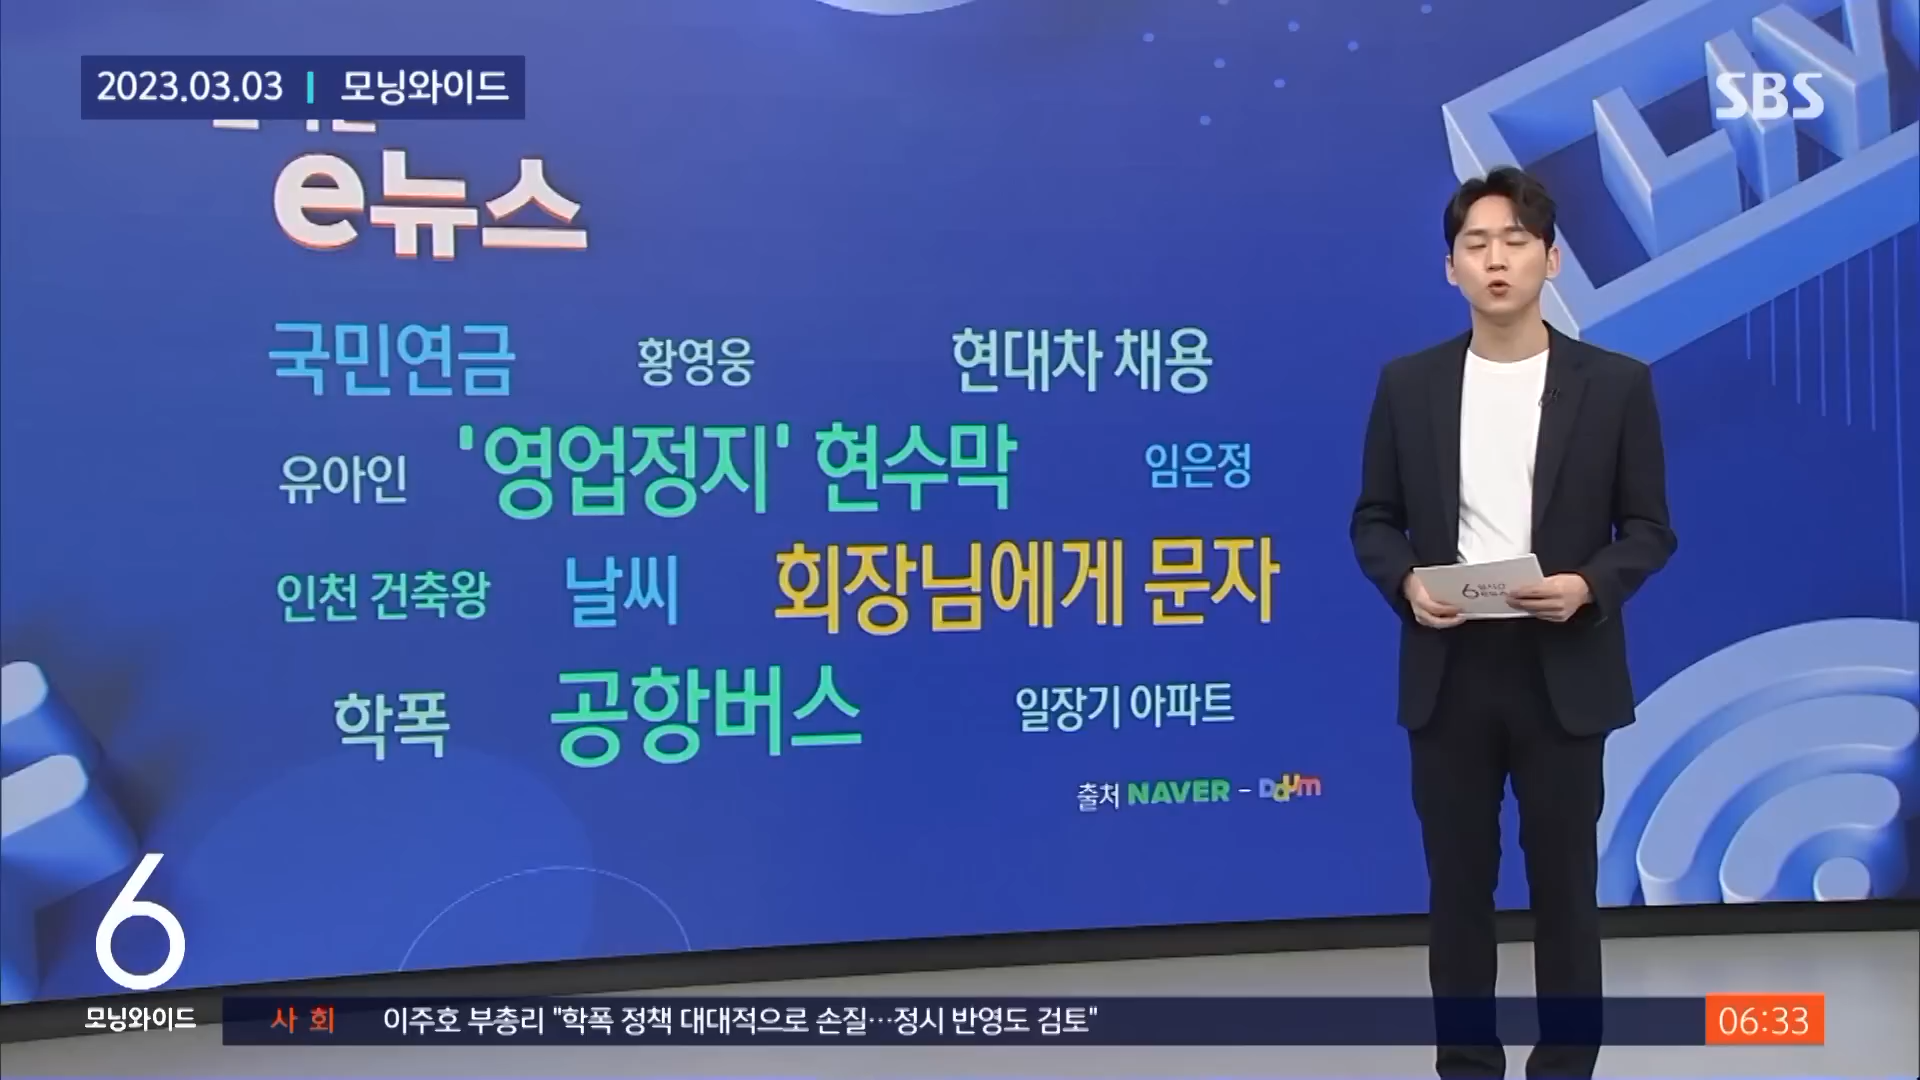 2023.03.03 | 모닝와이드
SBS
LIV
e뉴스
국민연금 황영웅 현대차 채용
유아인 '영업정지' 현수막 임은정
인천 건축왕 날씨 회장님에게 문자
학폭 공항버스 일장기 아파트
출처 NAVER - Daum
6
6
모닝와이드
사회 이주호 부총리 "학폭 정책 대대적으로 손질…정시 반영도 검토" 06:33